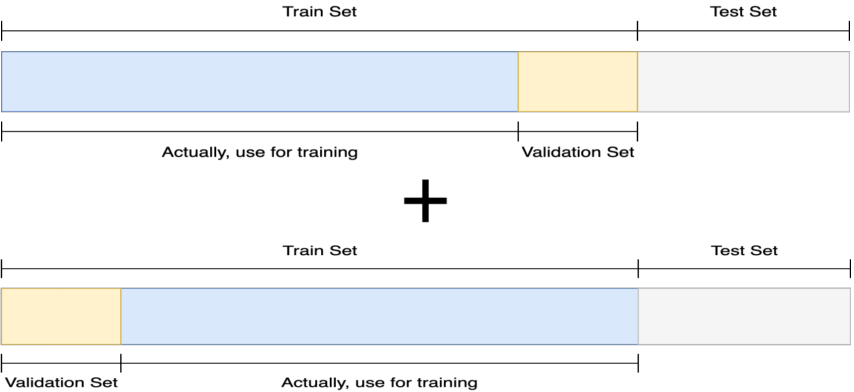 Train Set
Test Set
Actually, use for training
Validation Set
+
Train Set
Test Set
Validation Set
Actually, use for training